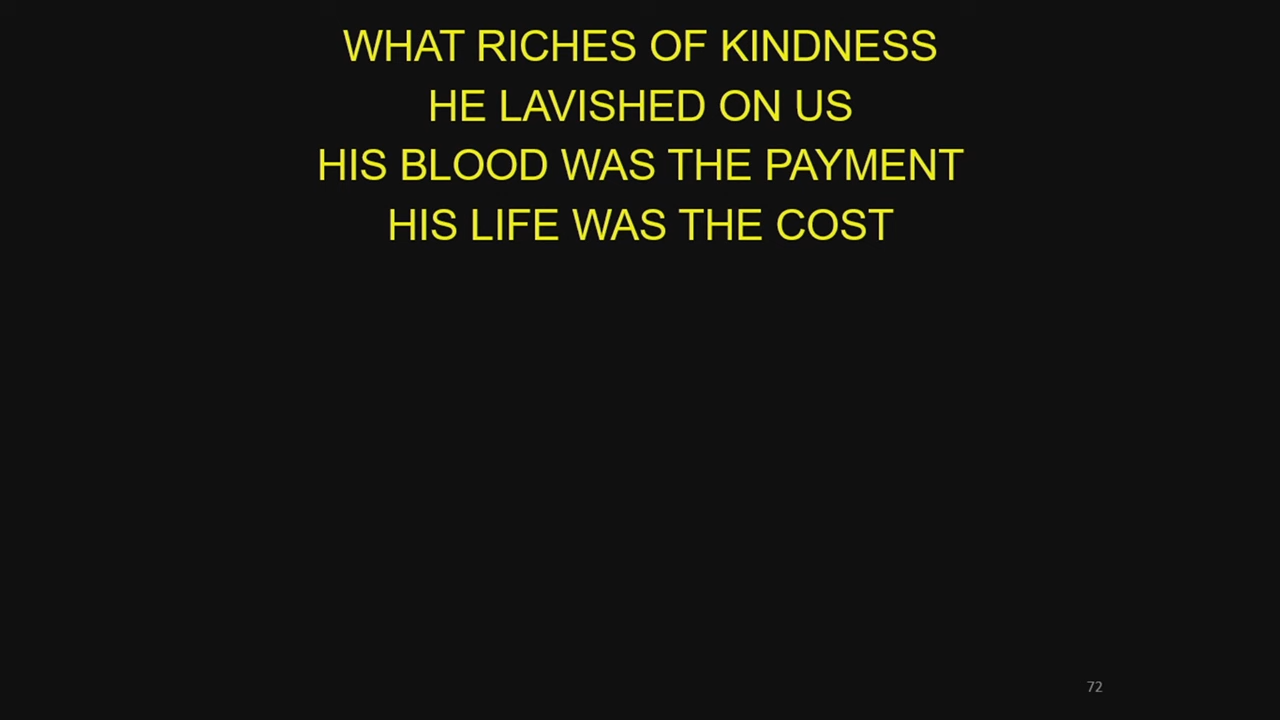 WHAT RICHES OF KINDNESS
HE LAVISHED ON US
HIS BLOOD WAS THE PAYMENT
HIS LIFE WAS THE COST
72